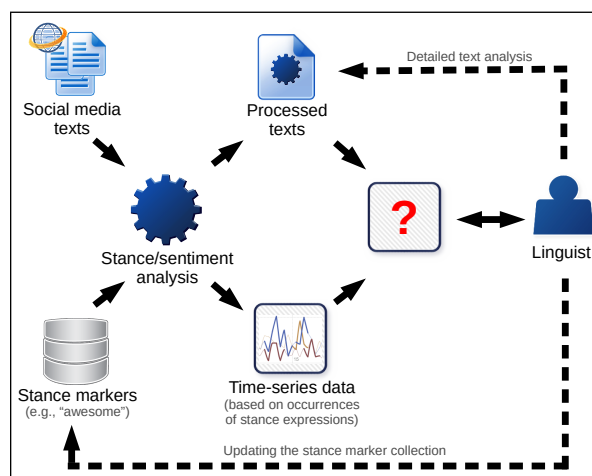 Detailed text analysis
Social media
texts
Processed
texts
?
Stance/sentiment
analysis
Linguist
Stance markers
(e.g., “awesome”)
Time-series data
(based on occurrences
of stance expressions)
Updating the stance marker collection